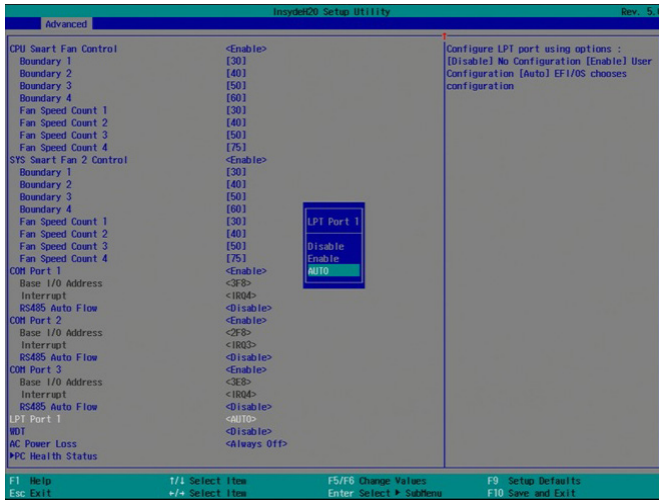 InsydeH20 Setup Utility Rev. 5.
Advanced
CPU Smart Fan Control <Enable>
Boundary 1 [30]
Boundary 2 [40]
Boundary 3 [50]
Boundary 4 [60]
Fan Speed Count 1 [30]
Fan Speed Count 2 [40]
Fan Speed Count 3 [50]
Fan Speed Count 4 [75]
SYS Smart Fan 2 Control <Enable>
Boundary 1 [30]
Boundary 2 [40]
Boundary 3 [50]
Boundary 4 [60]
Fan Speed Count 1 [30]
Fan Speed Count 2 [40]
Fan Speed Count 3 [50]
Fan Speed Count 4 [75]
COM Port 1 <Enable>
Base I/O Address <3F8>
Interrupt <IRQ4>
RS485 Auto Flow <Disable>
COM Port 2 <Enable>
Base I/O Address <2F8>
Interrupt <IRQ3>
RS485 Auto Flow <Disable>
COM Port 3 <Enable>
Base I/O Address <3E8>
Interrupt <IRQ4>
RS485 Auto Flow <Disable>
LPT Port 1 <AUTO>
WDT <Disable>
AC Power Loss <Always Off>
▶PC Health Status
LPT Port 1
Disable
Enable
AUTO
Configure LPT port using options :
[Disable] No Configuration [Enable] User
Configuration [Auto] EFI/OS chooses
configuration
F1 Help ↑/↓ Select Item F5/F6 Change Values F9 Setup Defaults
Esc Exit ←/→ Select Item Enter Select ▶ SubMenu F10 Save and Exit